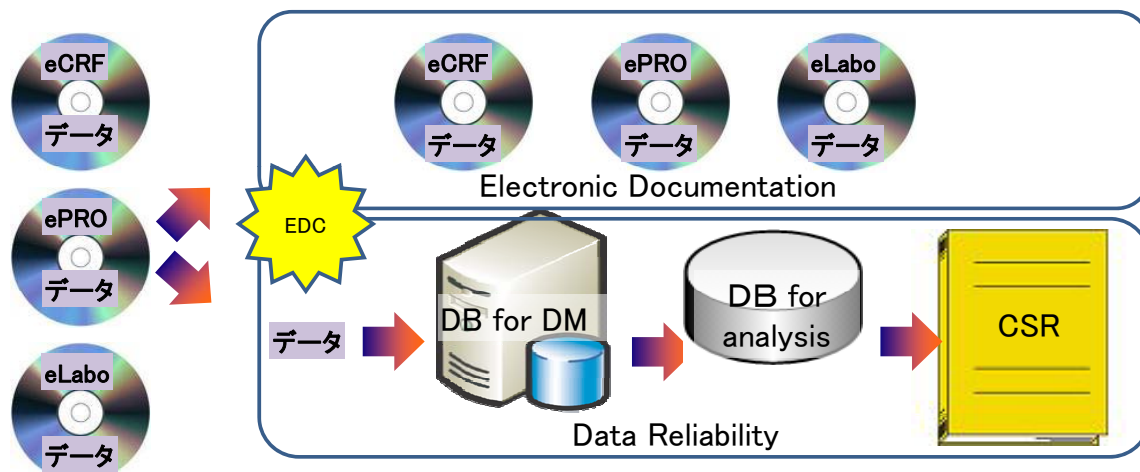 eCRF
データ
ePRO
データ
eLabo
データ
eCRF
データ
ePRO
データ
eLabo
データ
Electronic Documentation
EDC
データ
DB for DM
DB for
analysis
CSR
Data Reliability